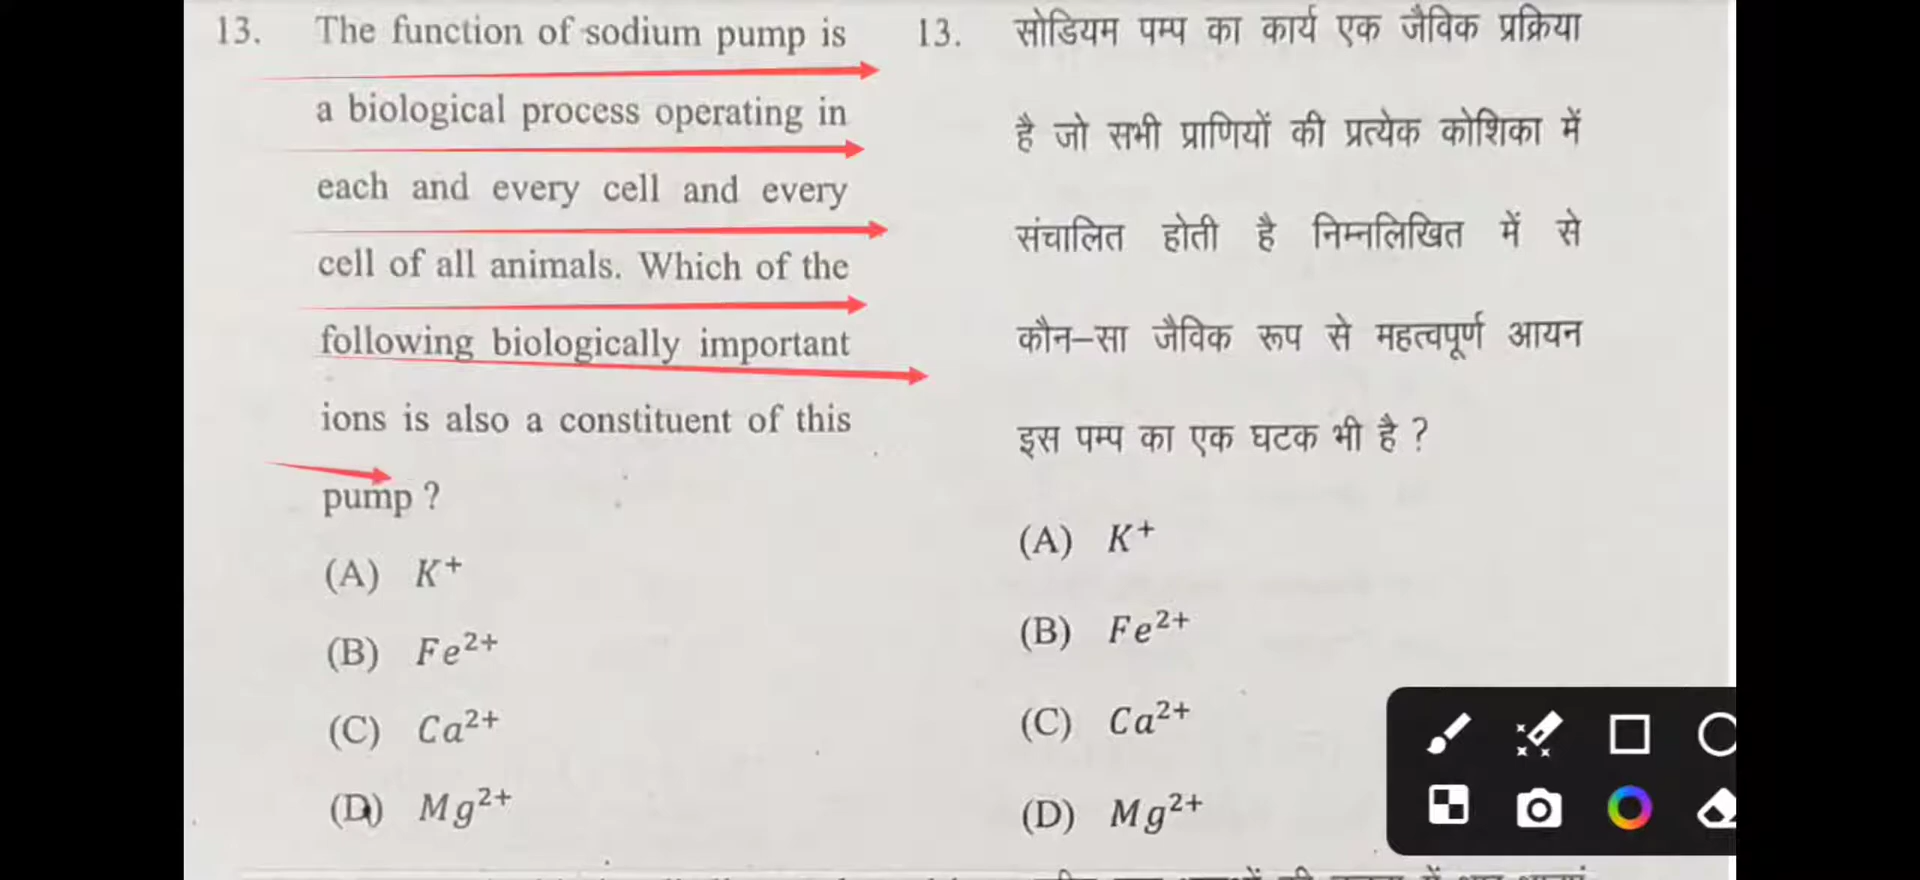 13. The function of sodium pump is
a biological process operating in
each and every cell and every
cell of all animals. Which of the
following biologically important
ions is also a constituent of this
pump ?
(A) K⁺
(B) Fe²⁺
(C) Ca²⁺
(D) Mg²⁺
13. सोडियम पम्प का कार्य एक जैविक प्रक्रिया
है जो सभी प्राणियों की प्रत्येक कोशिका में
संचालित होती है निम्नलिखित में से
कौन–सा जैविक रूप से महत्वपूर्ण आयन
इस पम्प का एक घटक भी है ?
(A) K⁺
(B) Fe²⁺
(C) Ca²⁺
(D) Mg²⁺